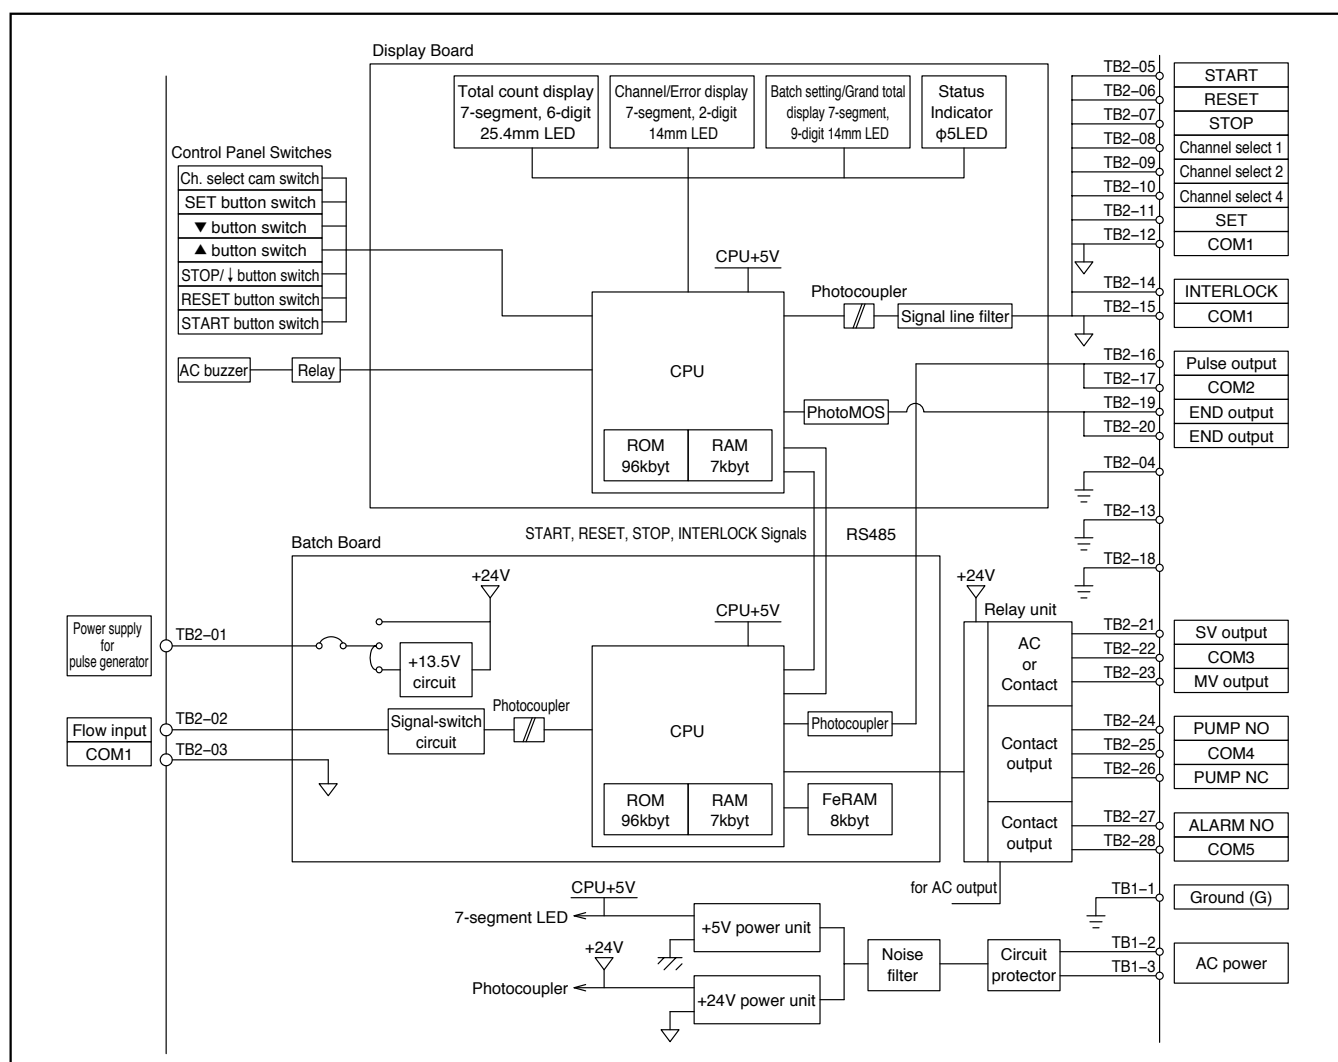 Display Board
Total count display
7-segment, 6-digit
25.4mm LED
Channel/Error display
7-segment, 2-digit
14mm LED
Batch setting/Grand total
display 7-segment,
9-digit 14mm LED
Status
Indicator
φ5LED
Control Panel Switches
Ch. select cam switch
SET button switch
▼ button switch
▲ button switch
STOP/↓ button switch
RESET button switch
START button switch
AC buzzer
Relay
CPU+5V
CPU
ROM
96kbyt
RAM
7kbyt
Photocoupler
Signal line filter
PhotoMOS
TB2–05
START
TB2–06
RESET
TB2–07
STOP
TB2–08
Channel select 1
TB2–09
Channel select 2
TB2–10
Channel select 4
TB2–11
SET
TB2–12
COM1
TB2–14
INTERLOCK
TB2–15
COM1
TB2–16
Pulse output
TB2–17
COM2
TB2–19
END output
TB2–20
END output
TB2–04
TB2–13
TB2–18
START, RESET, STOP, INTERLOCK Signals
RS485
Batch Board
+24V
Power supply
for
pulse generator
TB2–01
+13.5V
circuit
Flow input
TB2–02
COM1
TB2–03
Signal-switch
circuit
Photocoupler
CPU+5V
CPU
ROM
96kbyt
RAM
7kbyt
Photocoupler
FeRAM
8kbyt
+24V
Relay unit
AC
or
Contact
Contact
output
Contact
output
for AC output
TB2–21
SV output
TB2–22
COM3
TB2–23
MV output
TB2–24
PUMP NO
TB2–25
COM4
TB2–26
PUMP NC
TB2–27
ALARM NO
TB2–28
COM5
TB1–1
Ground (G)
TB1–2
TB1–3
AC power
CPU+5V
7-segment LED
+5V power unit
+24V
Photocoupler
+24V power unit
Noise
filter
Circuit
protector